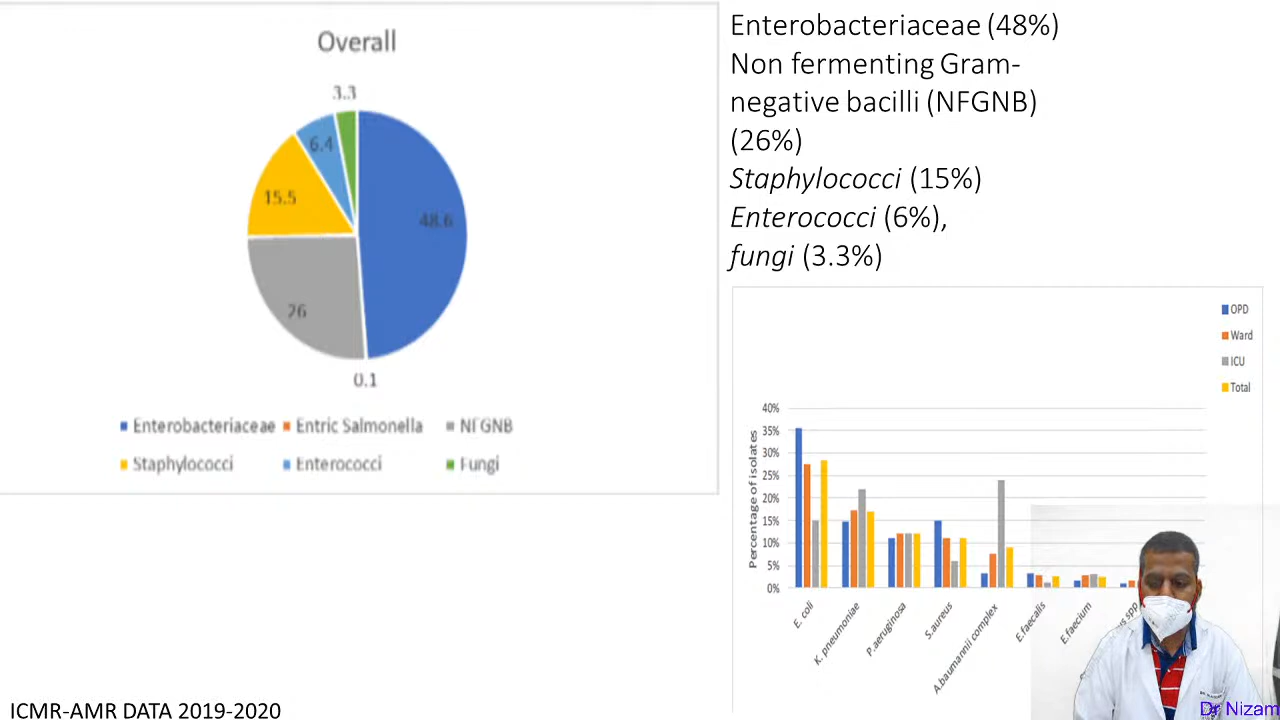 Overall
3.3
6.4
15.5
48.6
26
0.1
Enterobacteriaceae Entric Salmonella NFGNB
Staphylococci Enterococci Fungi
Enterobacteriaceae (48%)
Non fermenting Gram-
negative bacilli (NFGNB)
(26%)
Staphylococci (15%)
Enterococci (6%),
fungi (3.3%)
OPD
Ward
ICU
Total
Percentage of isolates
40%
35%
30%
25%
20%
15%
10%
5%
0%
E. coli
K. pneumoniae
P.aeruginosa
S.aureus
A.baumannii complex
E.faecalis
E.faecium
spp
ICMR-AMR DATA 2019-2020
Dr Nizam